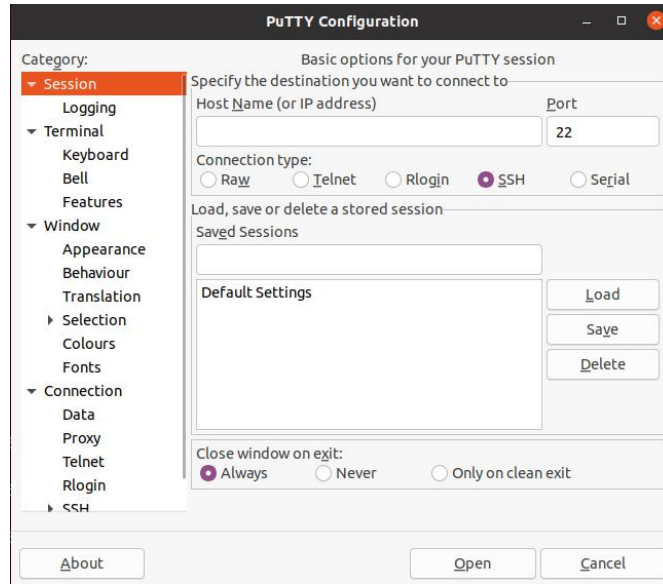 PuTTY Configuration
Category:
Session
Logging
Terminal
Keyboard
Bell
Features
Window
Appearance
Behaviour
Translation
Selection
Colours
Fonts
Connection
Data
Proxy
Telnet
Rlogin
SSH
Basic options for your PuTTY session
Specify the destination you want to connect to
Host Name (or IP address) Port
22
Connection type:
Raw Telnet Rlogin SSH Serial
Load, save or delete a stored session
Saved Sessions
Default Settings
Load
Save
Delete
Close window on exit:
Always Never Only on clean exit
About Open Cancel